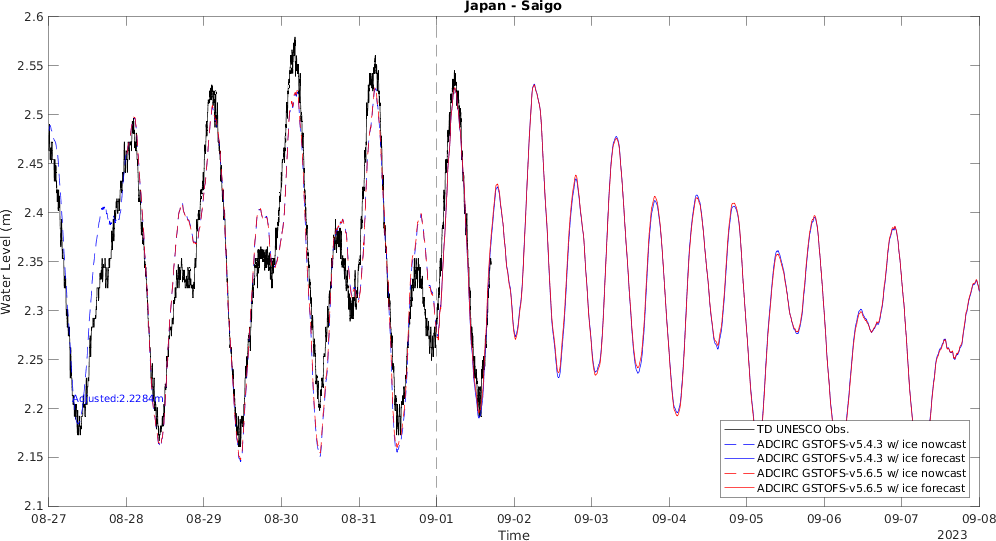 Japan - Saigo
Water Level (m)
2.6
2.55
2.5
2.45
2.4
2.35
2.3
2.25
2.2
2.15
2.1
Adjusted:2.2284m
TD UNESCO Obs.
ADCIRC GSTOFS-v5.4.3 w/ ice nowcast
ADCIRC GSTOFS-v5.4.3 w/ ice forecast
ADCIRC GSTOFS-v5.6.5 w/ ice nowcast
ADCIRC GSTOFS-v5.6.5 w/ ice forecast
08-27 08-28 08-29 08-30 08-31 09-01 09-02 09-03 09-04 09-05 09-06 09-07 09-08
Time
2023